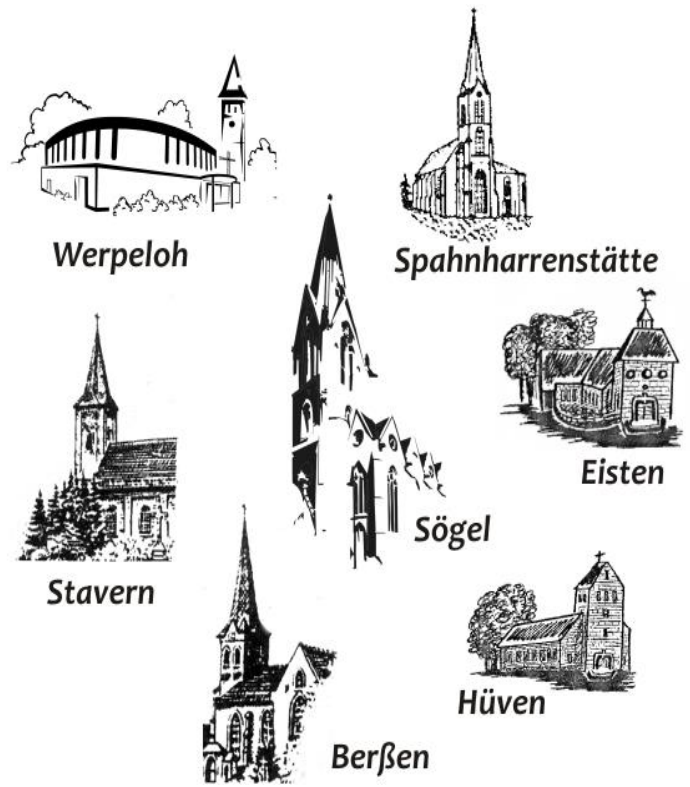 Werpeloh
Spahnharrenstätte
Eisten
Sögel
Stavern
Hüven
Berßen